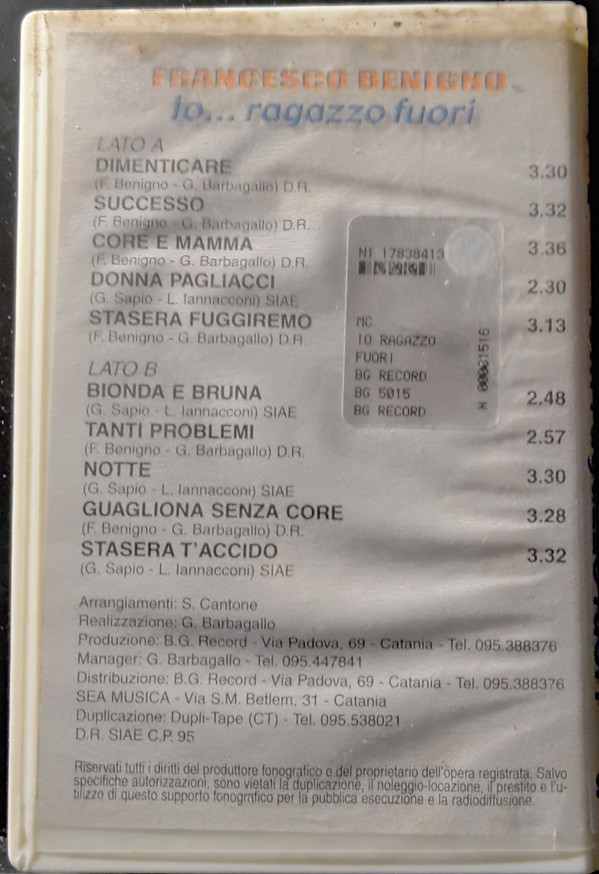 FRANCESCO BENIGNO
Io... ragazzo fuori
LATO A
DIMENTICARE 3.30
(F. Benigno - G. Barbagallo) D.R.
SUCCESSO 3.32
(F. Benigno - G. Barbagallo) D.R.
CORE E MAMMA 3.36
(F. Benigno - G. Barbagallo) D.R.
DONNA PAGLIACCI 2.30
(G. Sapio - L. Iannacconi) SIAE
STASERA FUGGIREMO 3.13
(F. Benigno - G. Barbagallo) D.R.
LATO B
BIONDA E BRUNA 2.48
(G. Sapio - L. Iannacconi) SIAE
TANTI PROBLEMI 2.57
(F. Benigno - G. Barbagallo) D.R.
NOTTE 3.30
(G. Sapio - L. Iannacconi) SIAE
GUAGLIONA SENZA CORE 3.28
(F. Benigno - G. Barbagallo) D.R.
STASERA T'ACCIDO 3.32
(G. Sapio - L. Iannacconi) SIAE
N1 17838413
MC
IO RAGAZZO
FUORI
BG RECORD
BG 5015
BG RECORD
N 00001516
Arrangiamenti: S. Cantone
Realizzazione: G. Barbagallo
Produzione: B.G. Record - Via Padova, 69 - Catania - Tel. 095.388376
Manager: G. Barbagallo - Tel. 095.447841
Distribuzione: B.G. Record - Via Padova, 69 - Catania - Tel. 095.388376
SEA MUSICA - Via S.M. Betlem, 31 - Catania
Duplicazione: Dupli-Tape (CT) - Tel. 095.538021
D.R. SIAE C.P. 95
Riservati tutti i diritti del produttore fonografico e del proprietario dell'opera registrata. Salvo
specifiche autorizzazioni, sono vietati la duplicazione, il noleggio-locazione, il prestito e l'u-
tilizzo di questo supporto fonografico per la pubblica esecuzione e la radiodiffusione.